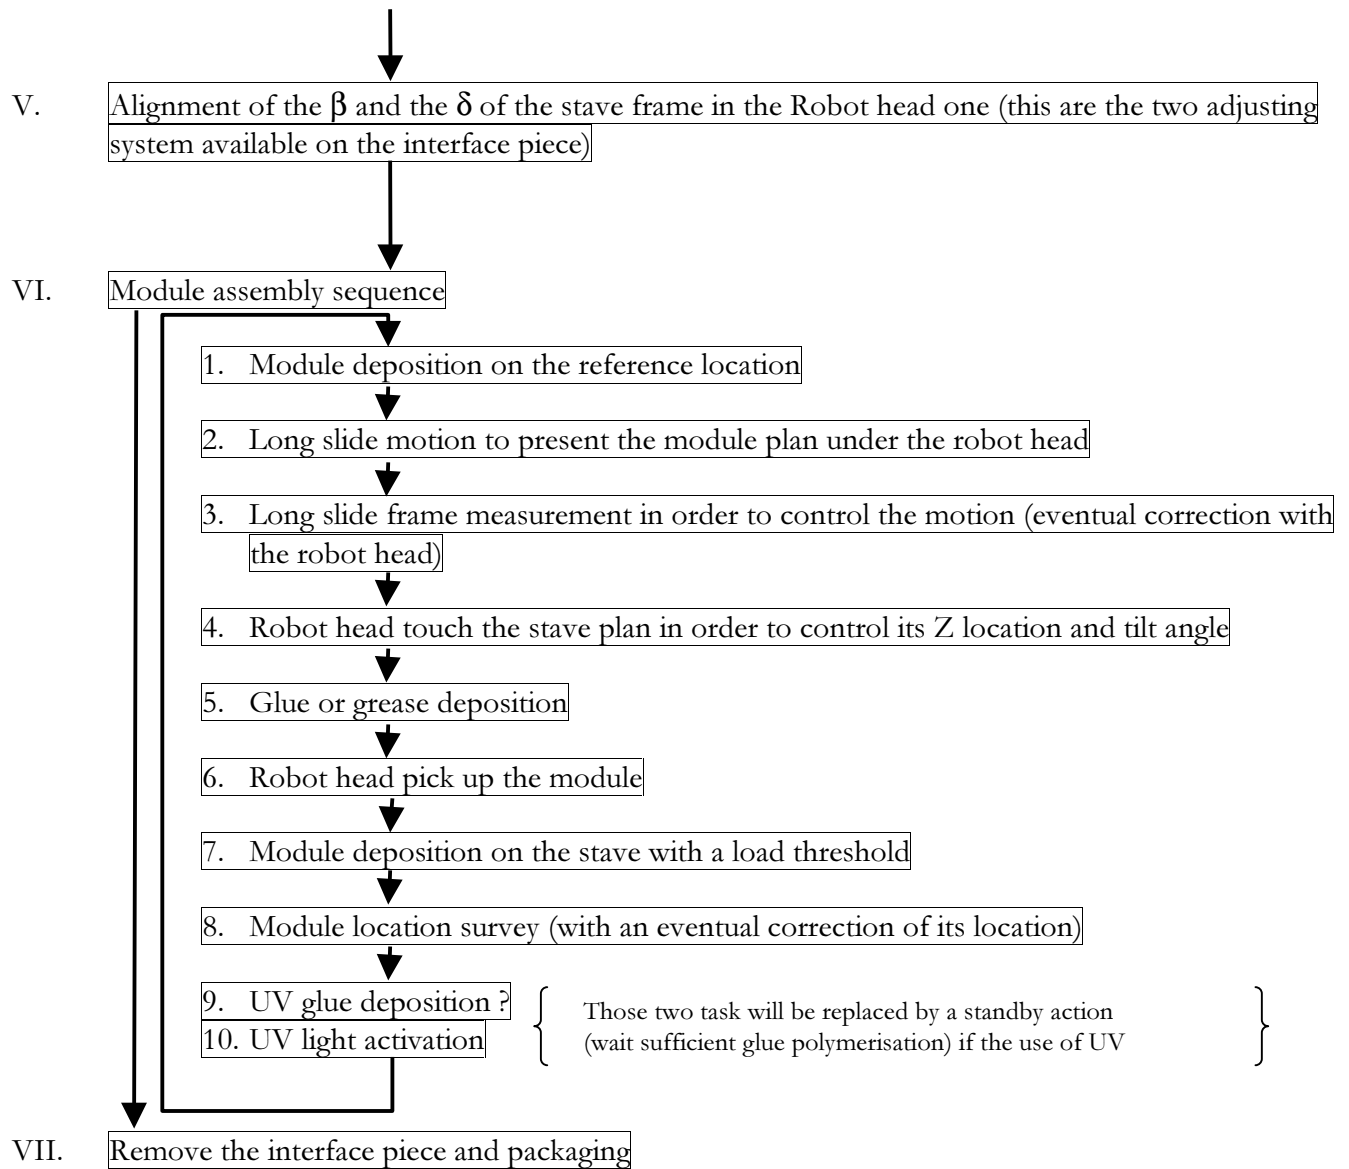 V. Alignment of the β and the δ of the stave frame in the Robot head one (this are the two adjusting
system available on the interface piece)
VI. Module assembly sequence
1. Module deposition on the reference location
2. Long slide motion to present the module plan under the robot head
3. Long slide frame measurement in order to control the motion (eventual correction with
the robot head)
4. Robot head touch the stave plan in order to control its Z location and tilt angle
5. Glue or grease deposition
6. Robot head pick up the module
7. Module deposition on the stave with a load threshold
8. Module location survey (with an eventual correction of its location)
9. UV glue deposition ?
10. UV light activation
Those two task will be replaced by a standby action
(wait sufficient glue polymerisation) if the use of UV
VII. Remove the interface piece and packaging